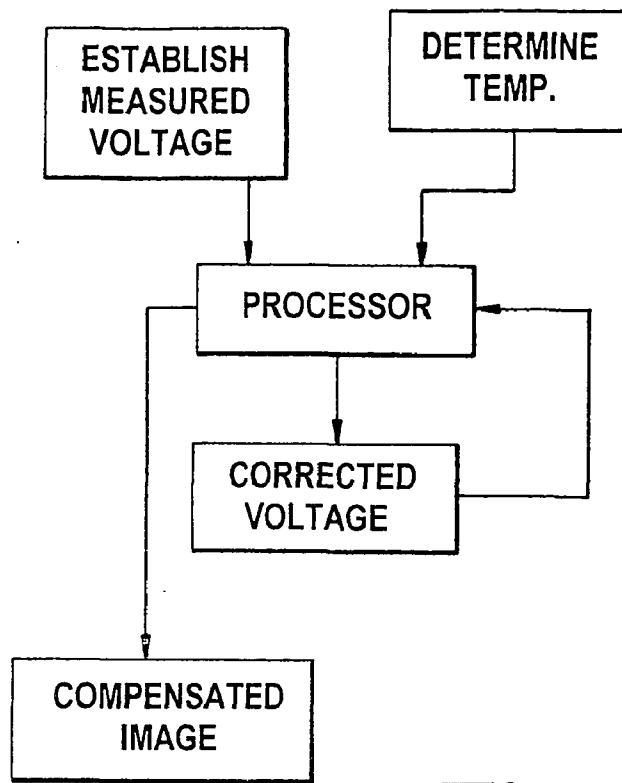 ESTABLISH
MEASURED
VOLTAGE
DETERMINE
TEMP.
PROCESSOR
CORRECTED
VOLTAGE
COMPENSATED
IMAGE